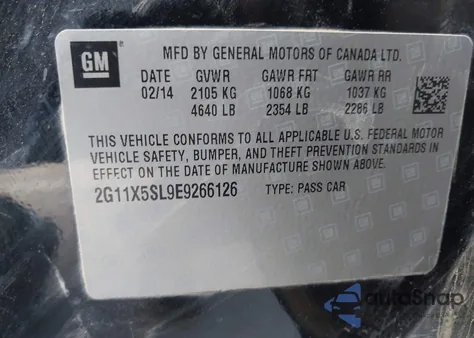 GM
MFD BY GENERAL MOTORS OF CANADA LTD.
DATE GVWR GAWR FRT GAWR RR
02/14 2105 KG 1068 KG 1037 KG
4640 LB 2354 LB 2286 LB
THIS VEHICLE CONFORMS TO ALL APPLICABLE U.S. FEDERAL MOTOR
VEHICLE SAFETY, BUMPER, AND THEFT PREVENTION STANDARDS IN
EFFECT ON THE DATE OF MANUFACTURE SHOWN ABOVE.
2G11X5SL9E9266126 TYPE: PASS CAR
autoSnap